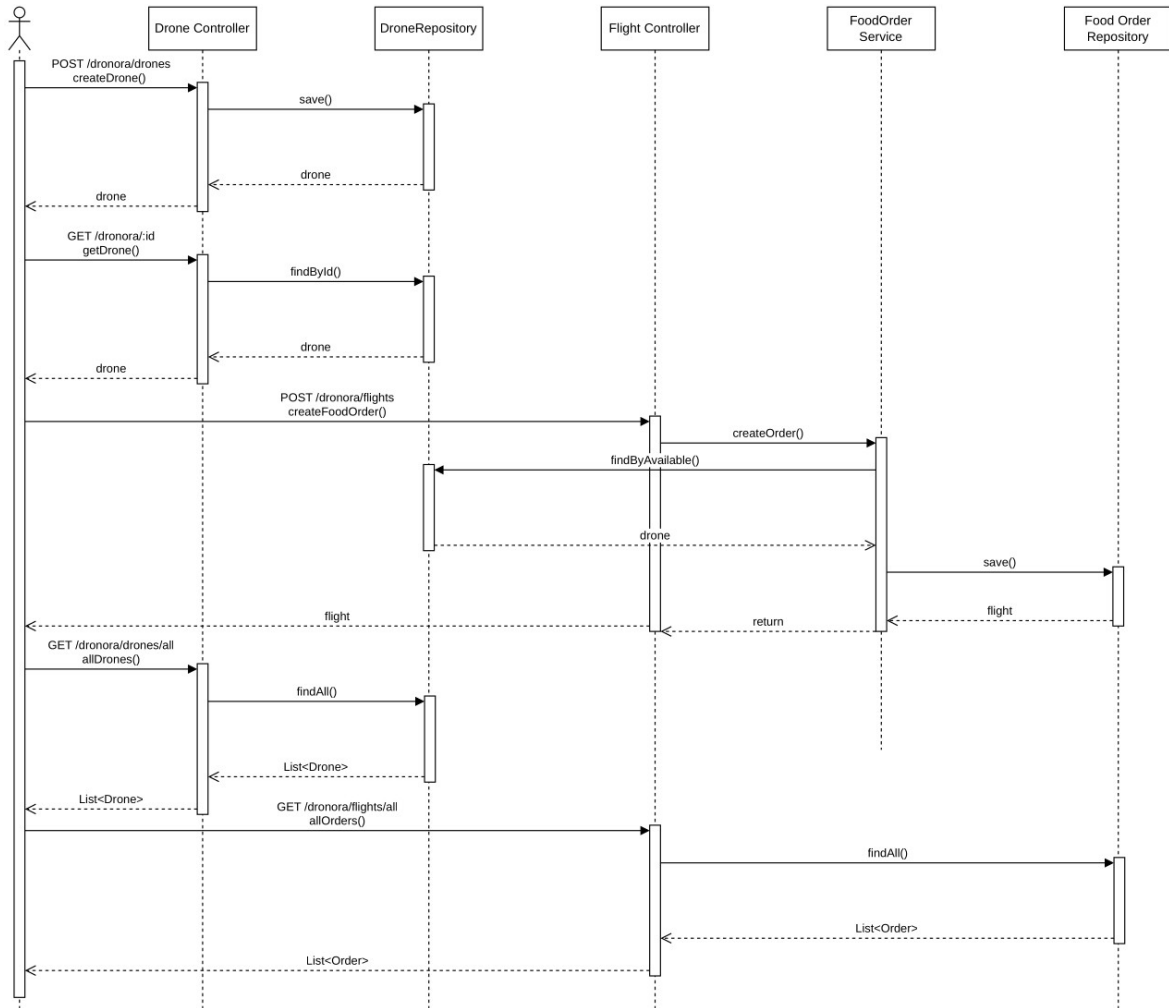 Drone Controller
DroneRepository
Flight Controller
FoodOrder
Service
Food Order
Repository
POST /dronora/drones
createDrone()
save()
drone
drone
GET /dronora/:id
getDrone()
findById()
drone
drone
POST /dronora/flights
createFoodOrder()
createOrder()
findByAvailable()
drone
save()
flight
flight
return
GET /dronora/drones/all
allDrones()
findAll()
List<Drone>
List<Drone>
GET /dronora/flights/all
allOrders()
findAll()
List<Order>
List<Order>